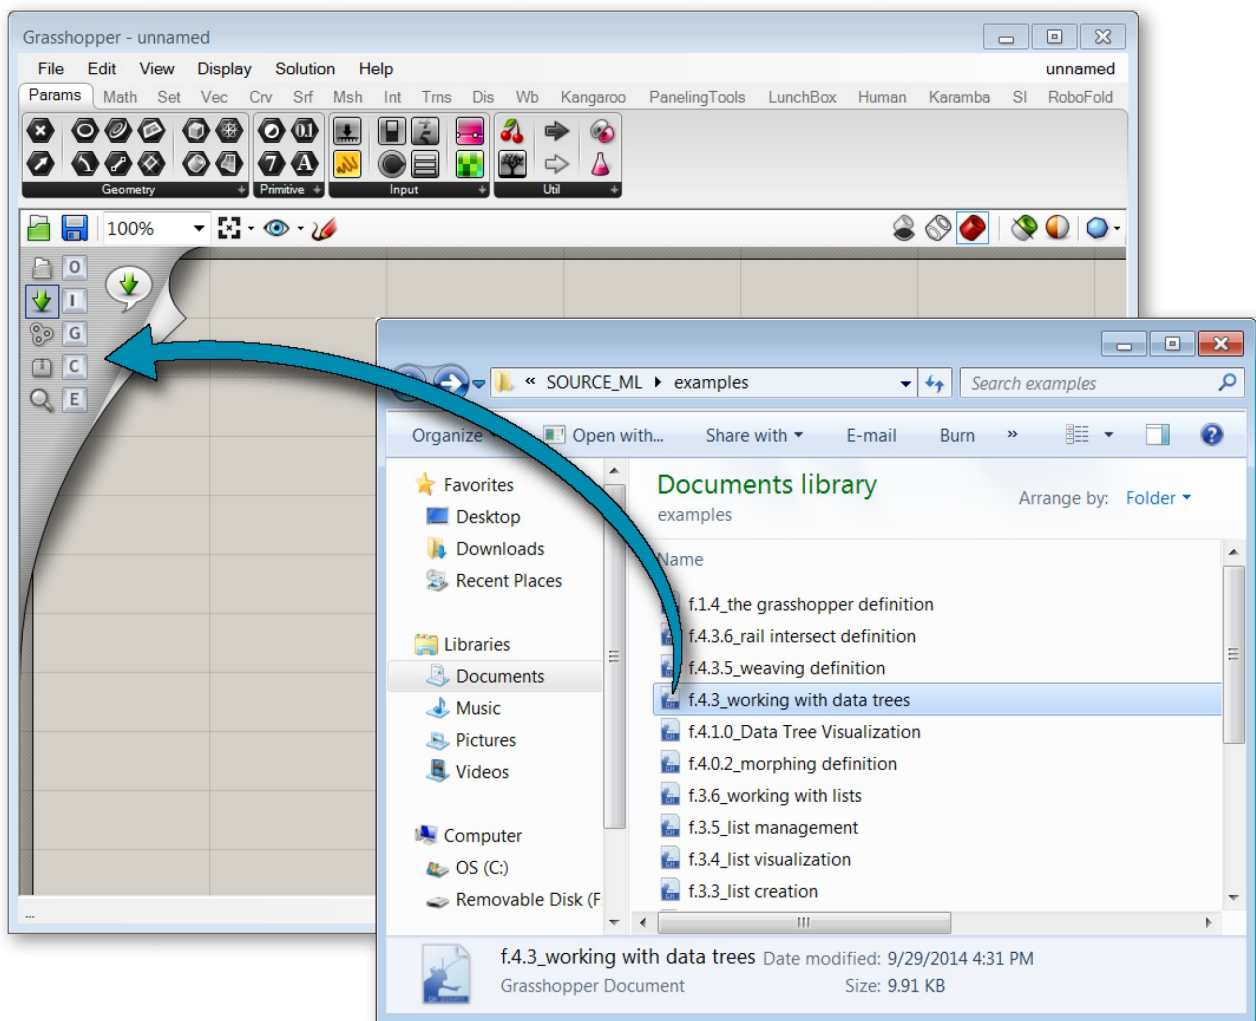 Grasshopper - unnamed
File Edit View Display Solution Help unnamed
Params Math Set Vec Crv Srf Msh Int Trns Dis Wb Kangaroo PanelingTools LunchBox Human Karamba SI RoboFold
0.1
7 A
Geometry Primitive Input Util
100%
O
I
G
C
E
« SOURCE_ML examples Search examples
Organize Open with... Share with E-mail Burn »
Favorites
Desktop
Downloads
Recent Places
Libraries
Documents
Music
Pictures
Videos
Computer
OS (C:)
Removable Disk (F
Documents library
examples
Arrange by: Folder
Name
f.1.4_the grasshopper definition
f.4.3.6_rail intersect definition
f.4.3.5_weaving definition
f.4.3_working with data trees
f.4.1.0_Data Tree Visualization
f.4.0.2_morphing definition
f.3.6_working with lists
f.3.5_list management
f.3.4_list visualization
f.3.3_list creation
...
f.4.3_working with data trees Date modified: 9/29/2014 4:31 PM
Grasshopper Document Size: 9.91 KB